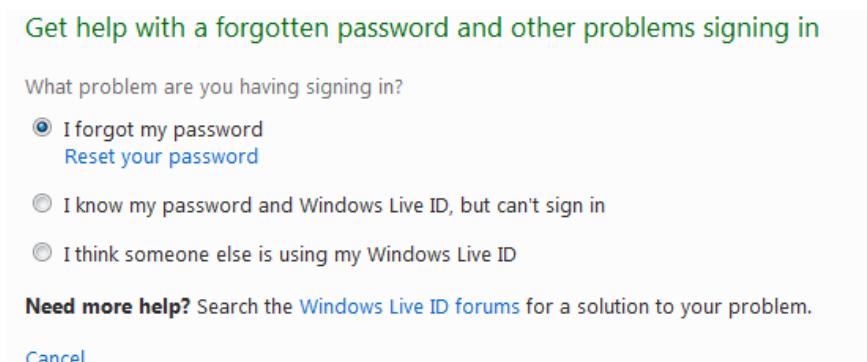 Get help with a forgotten password and other problems signing in
What problem are you having signing in?
I forgot my password
Reset your password
I know my password and Windows Live ID, but can't sign in
I think someone else is using my Windows Live ID
Need more help? Search the Windows Live ID forums for a solution to your problem.
Cancel